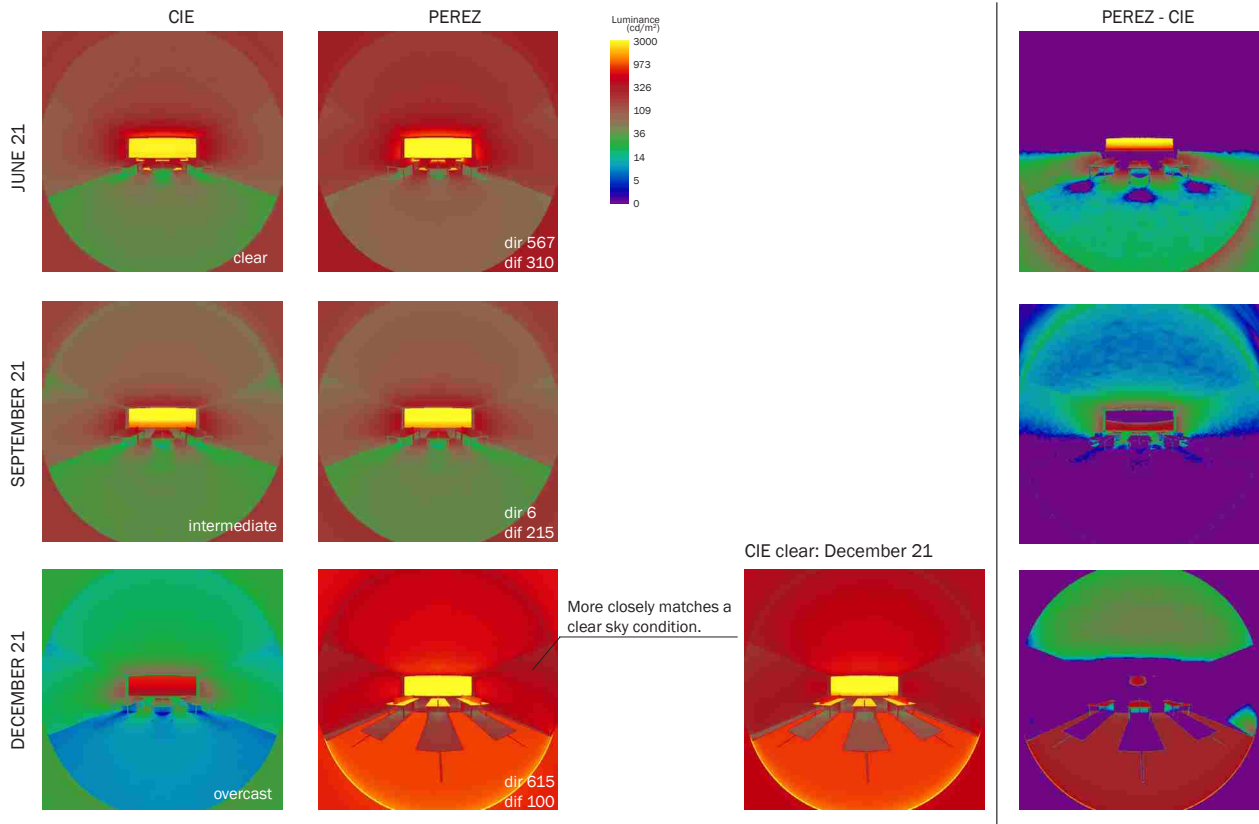 CIE
PEREZ
Luminance
(cd/m²)
3000
973
326
109
36
14
5
0
PEREZ - CIE
JUNE 21
clear
dir 567
dif 310
SEPTEMBER 21
intermediate
dir 6
dif 215
CIE clear: December 21
DECEMBER 21
More closely matches a
clear sky condition.
overcast
dir 615
dif 100